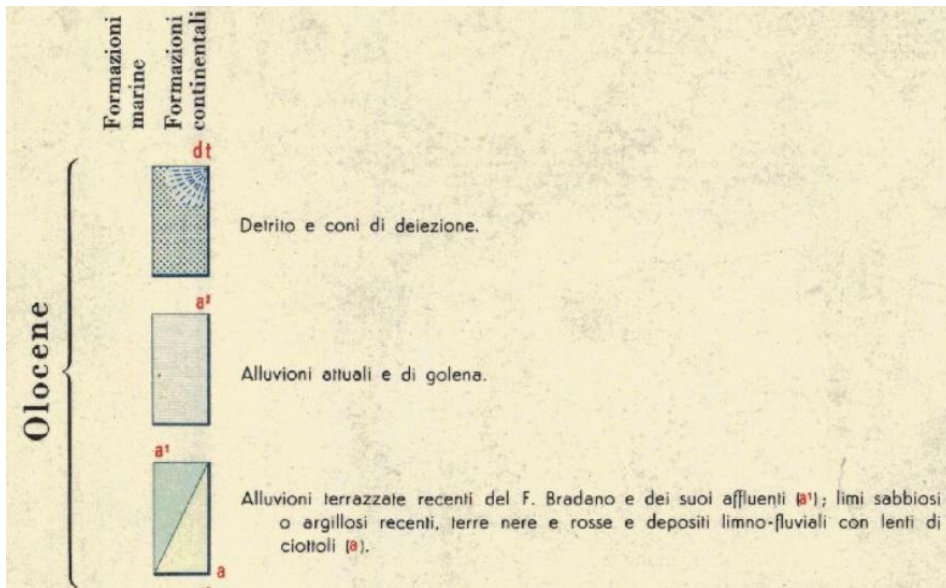 Formazioni
marine
Formazioni
continentali
Olocene
dt
Detrito e coni di deiezione.
a²
Alluvioni attuali e di golena.
a¹
Alluvioni terrazzate recenti del F. Bradano e dei suoi affluenti (a¹); limi sabbiosi
o argillosi recenti, terre nere e rosse e depositi limno-fluviali con lenti di
ciottoli (a).
a